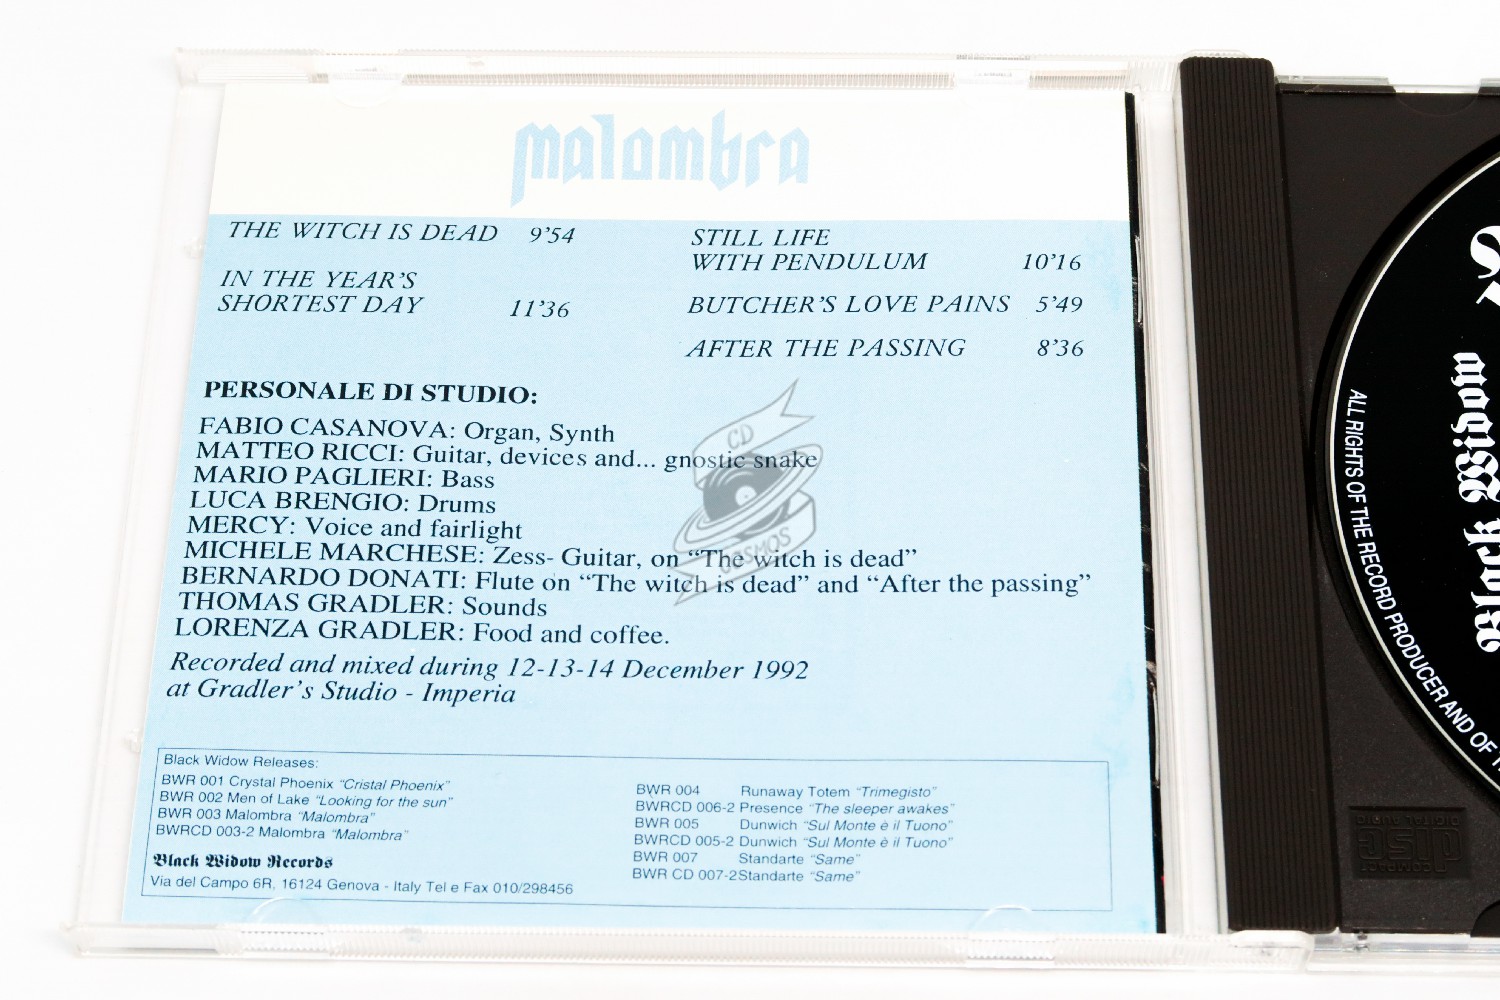 malombra
THE WITCH IS DEAD 9'54
IN THE YEAR'S
SHORTEST DAY 11'36
STILL LIFE
WITH PENDULUM 10'16
BUTCHER'S LOVE PAINS 5'49
AFTER THE PASSING 8'36
PERSONALE DI STUDIO:
FABIO CASANOVA: Organ, Synth
MATTEO RICCI: Guitar, devices and... gnostic snake
MARIO PAGLIERI: Bass
LUCA BRENGIO: Drums
MERCY: Voice and fairlight
MICHELE MARCHESE: Zess- Guitar, on “The witch is dead”
BERNARDO DONATI: Flute on “The witch is dead” and “After the passing”
THOMAS GRADLER: Sounds
LORENZA GRADLER: Food and coffee.
Recorded and mixed during 12-13-14 December 1992
at Gradler's Studio - Imperia
Black Widow Releases:
BWR 001 Crystal Phoenix “Cristal Phoenix”
BWR 002 Men of Lake “Looking for the sun”
BWR 003 Malombra “Malombra”
BWRCD 003-2 Malombra “Malombra”
Black Widow Records
Via del Campo 6R, 16124 Genova - Italy Tel e Fax 010/298456
BWR 004 Runaway Totem “Trimegisto”
BWRCD 006-2 Presence “The sleeper awakes”
BWR 005 Dunwich “Sul Monte è il Tuono”
BWRCD 005-2 Dunwich “Sul Monte è il Tuono”
BWR 007 Standarte “Same”
BWR CD 007-2 Standarte “Same”
CD
COSMOS
Black Widow
ALL RIGHTS OF THE RECORD PRODUCER AND OF
disc